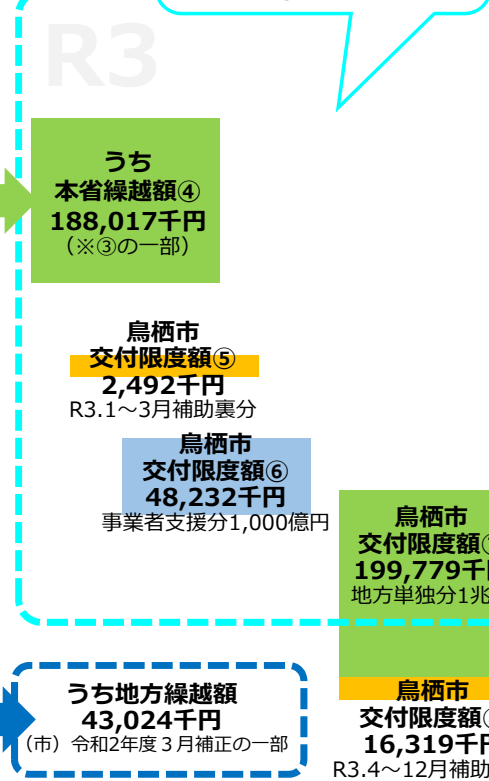 R3
うち
本省繰越額④
188,017千円
（※③の一部）
鳥栖市
交付限度額⑤
2,492千円
R3.1～3月補助裏分
鳥栖市
交付限度額⑥
48,232千円
事業者支援分1,000億円
鳥栖市
交付限度額
199,779千円
地方単独分1兆
うち地方繰越額
43,024千円
（市）令和2年度３月補正の一部
鳥栖市
交付限度額
16,319千円
R3.4～12月補助